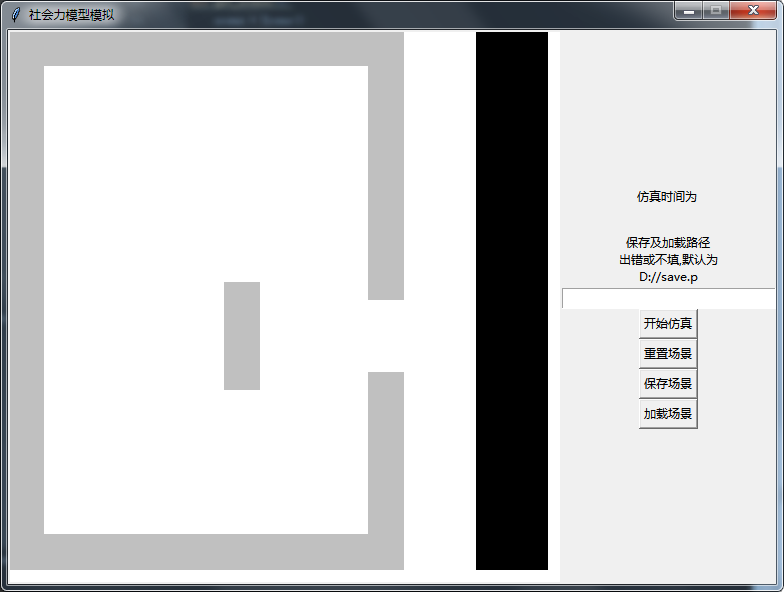 社会力模型模拟
仿真时间为
保存及加载路径
出错或不填,默认为
D://save.p
开始仿真
重置场景
保存场景
加载场景